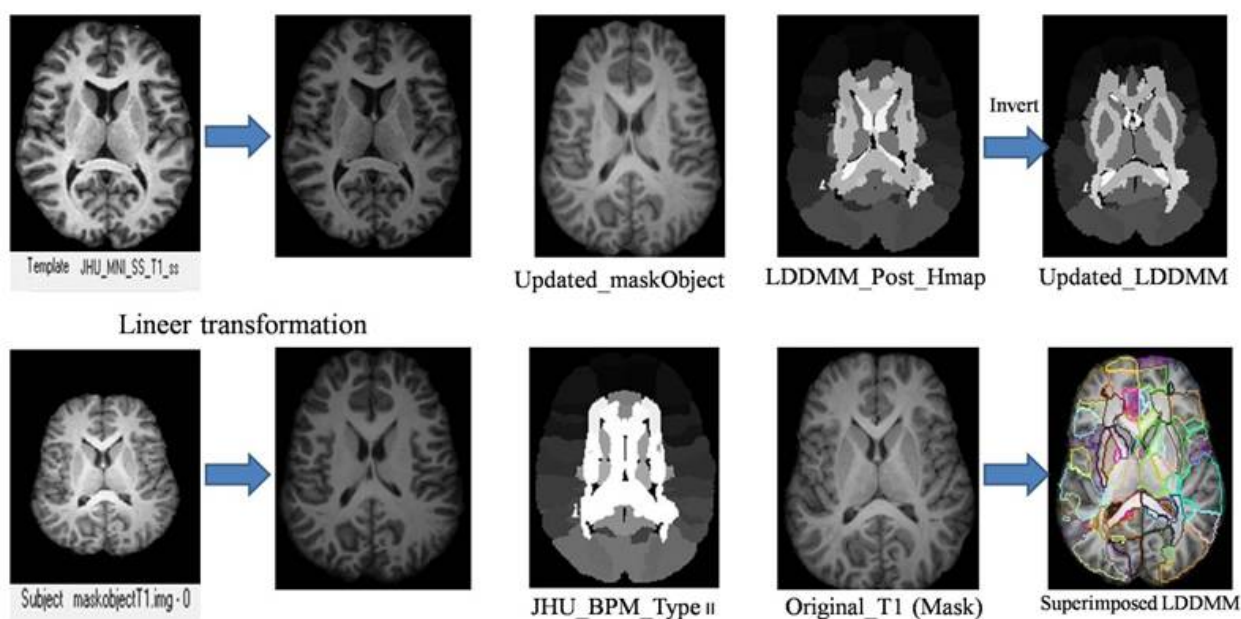 Invert
Template JHU_MNI_SS_T1_ss
Updated_maskObject
LDDMM_Post_Hmap
Updated_LDDMM
Lineer transformation
Subject maskobjectT1.img - 0
JHU_BPM_Type II
Original_T1 (Mask)
Superimposed LDDMM